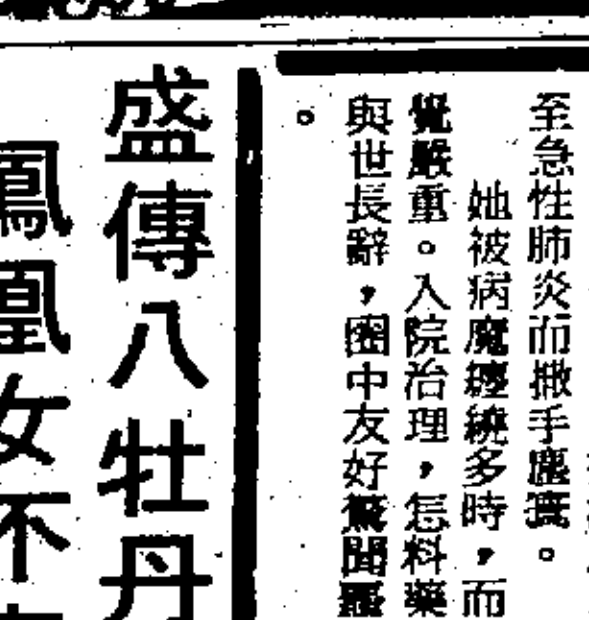 至急性肺炎而撒手塵寰。
她被病魔纏繞多時，而
覺嚴重。入院治理，怎料藥
與世長辭，圈中友好驚聞噩
。
盛傳八牡丹
鳳凰女不